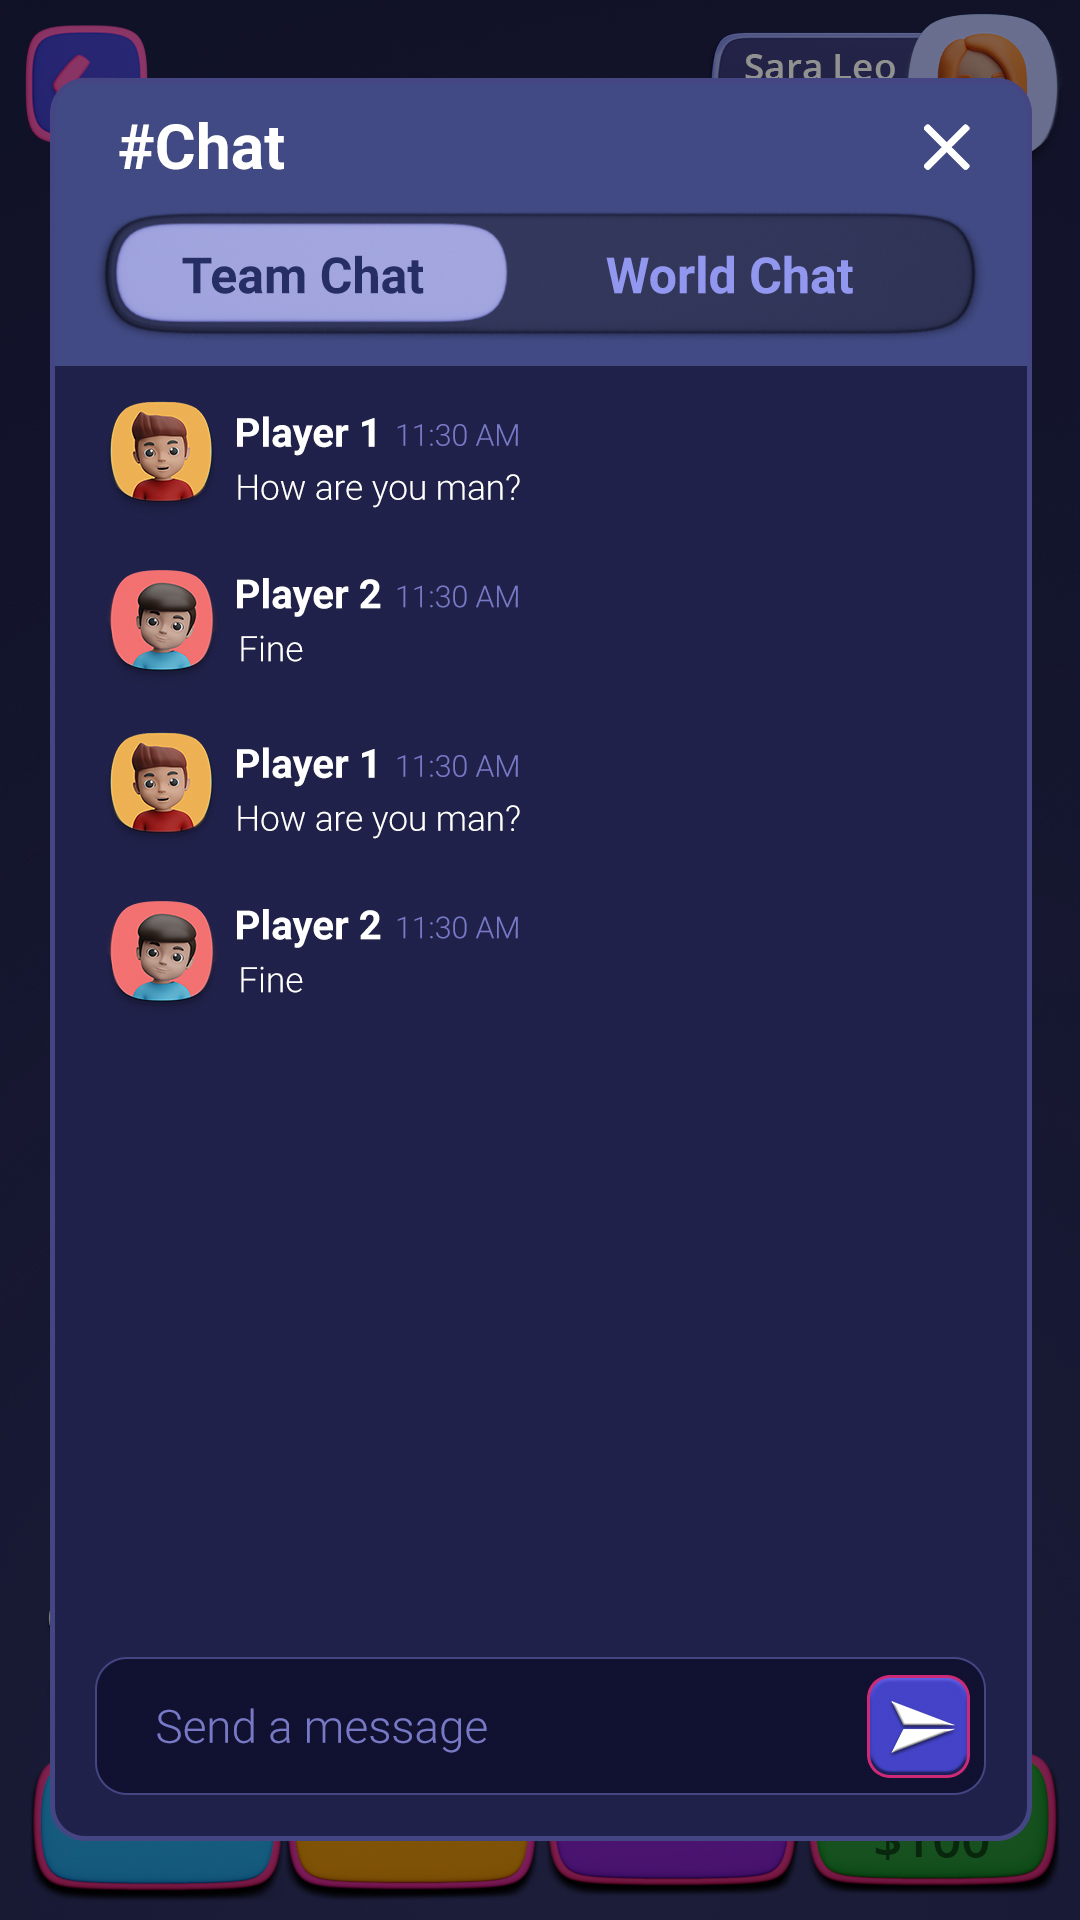 Sara Leo
#Chat
Team Chat World Chat
Player 1 11:30 AM
How are you man?
Player 2 11:30 AM
Fine
Player 1 11:30 AM
How are you man?
Player 2 11:30 AM
Fine
Send a message
$100